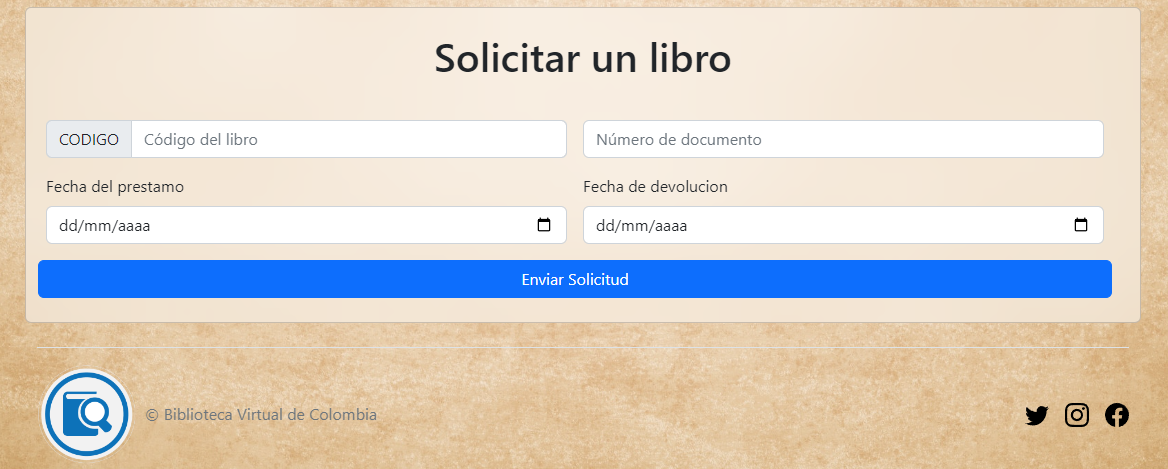 Solicitar un libro
CODIGO Código del libro Número de documento
Fecha del prestamo Fecha de devolucion
dd/mm/aaaa dd/mm/aaaa
Enviar Solicitud
© Biblioteca Virtual de Colombia